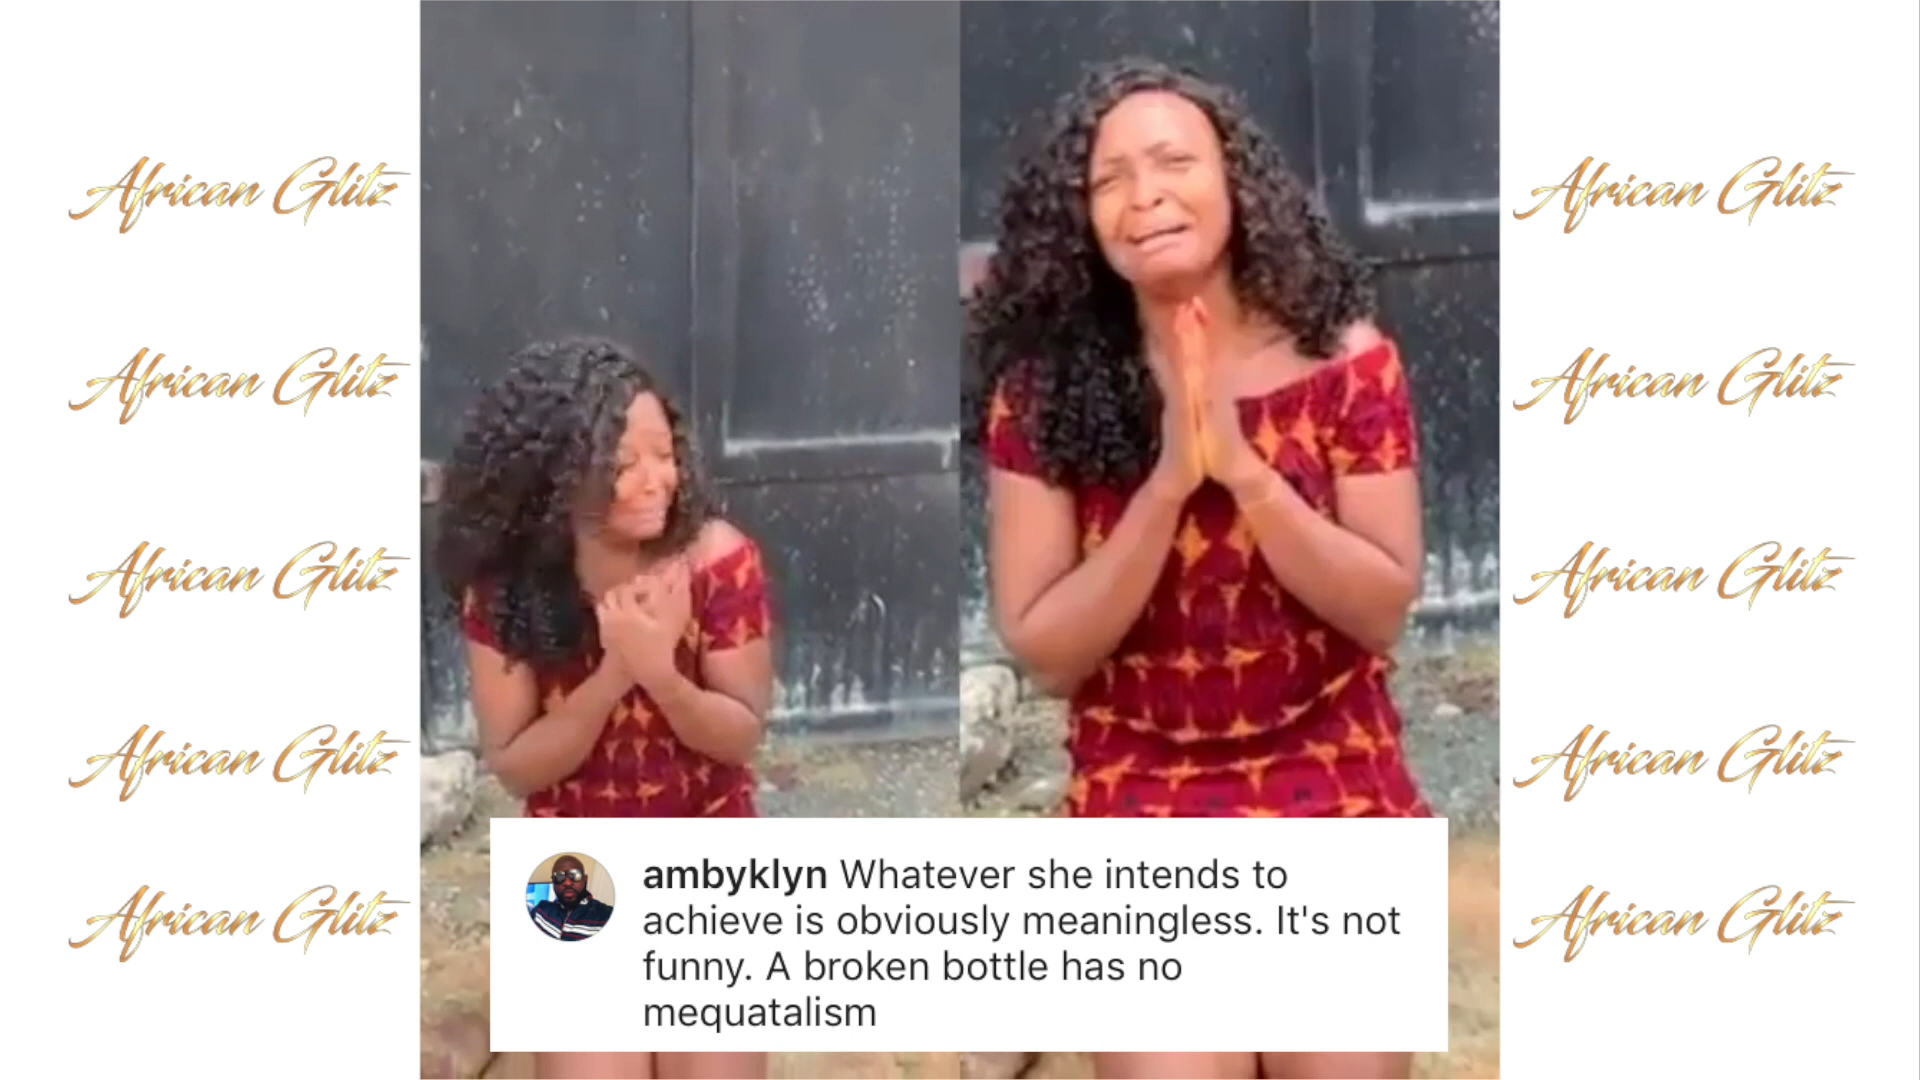 African Glitz
African Glitz
African Glitz
African Glitz
African Glitz
African Glitz
African Glitz
African Glitz
African Glitz
African Glitz
ambyklyn Whatever she intends to
achieve is obviously meaningless. It's not
funny. A broken bottle has no
mequatalism